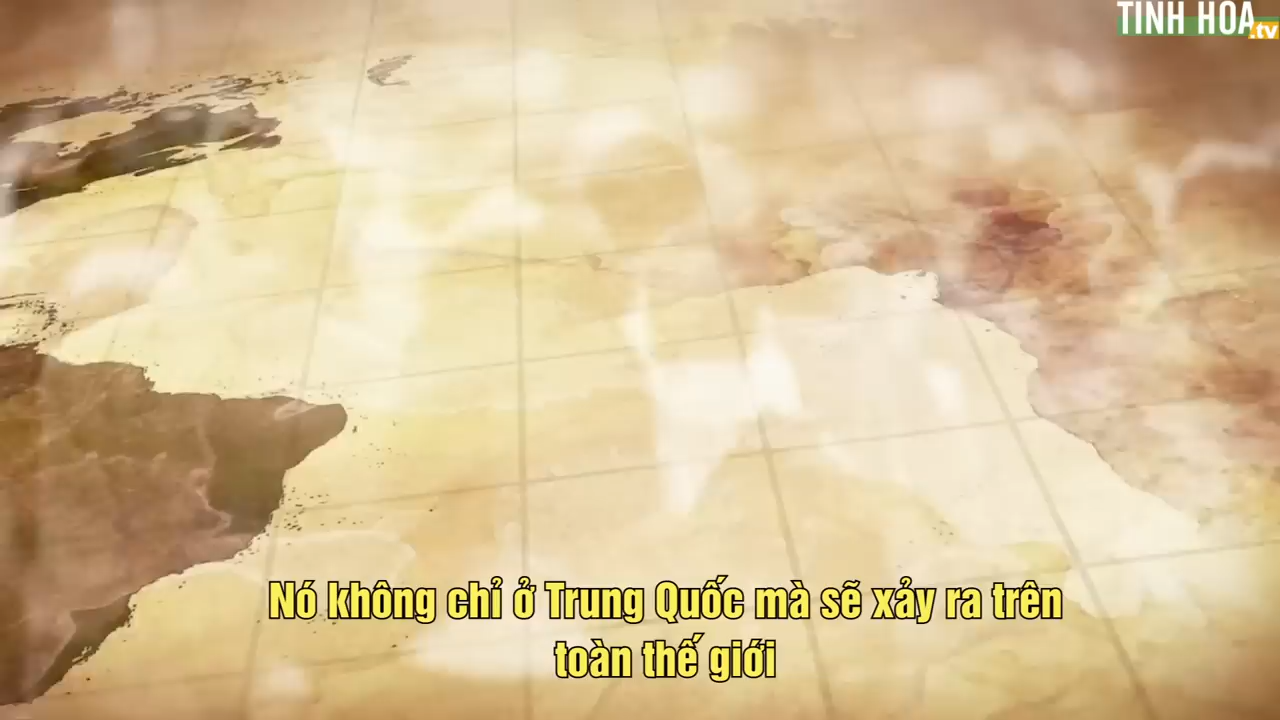 TINH HOA
.tv
Nó không chỉ ở Trung Quốc mà sẽ xảy ra trên
toàn thế giới